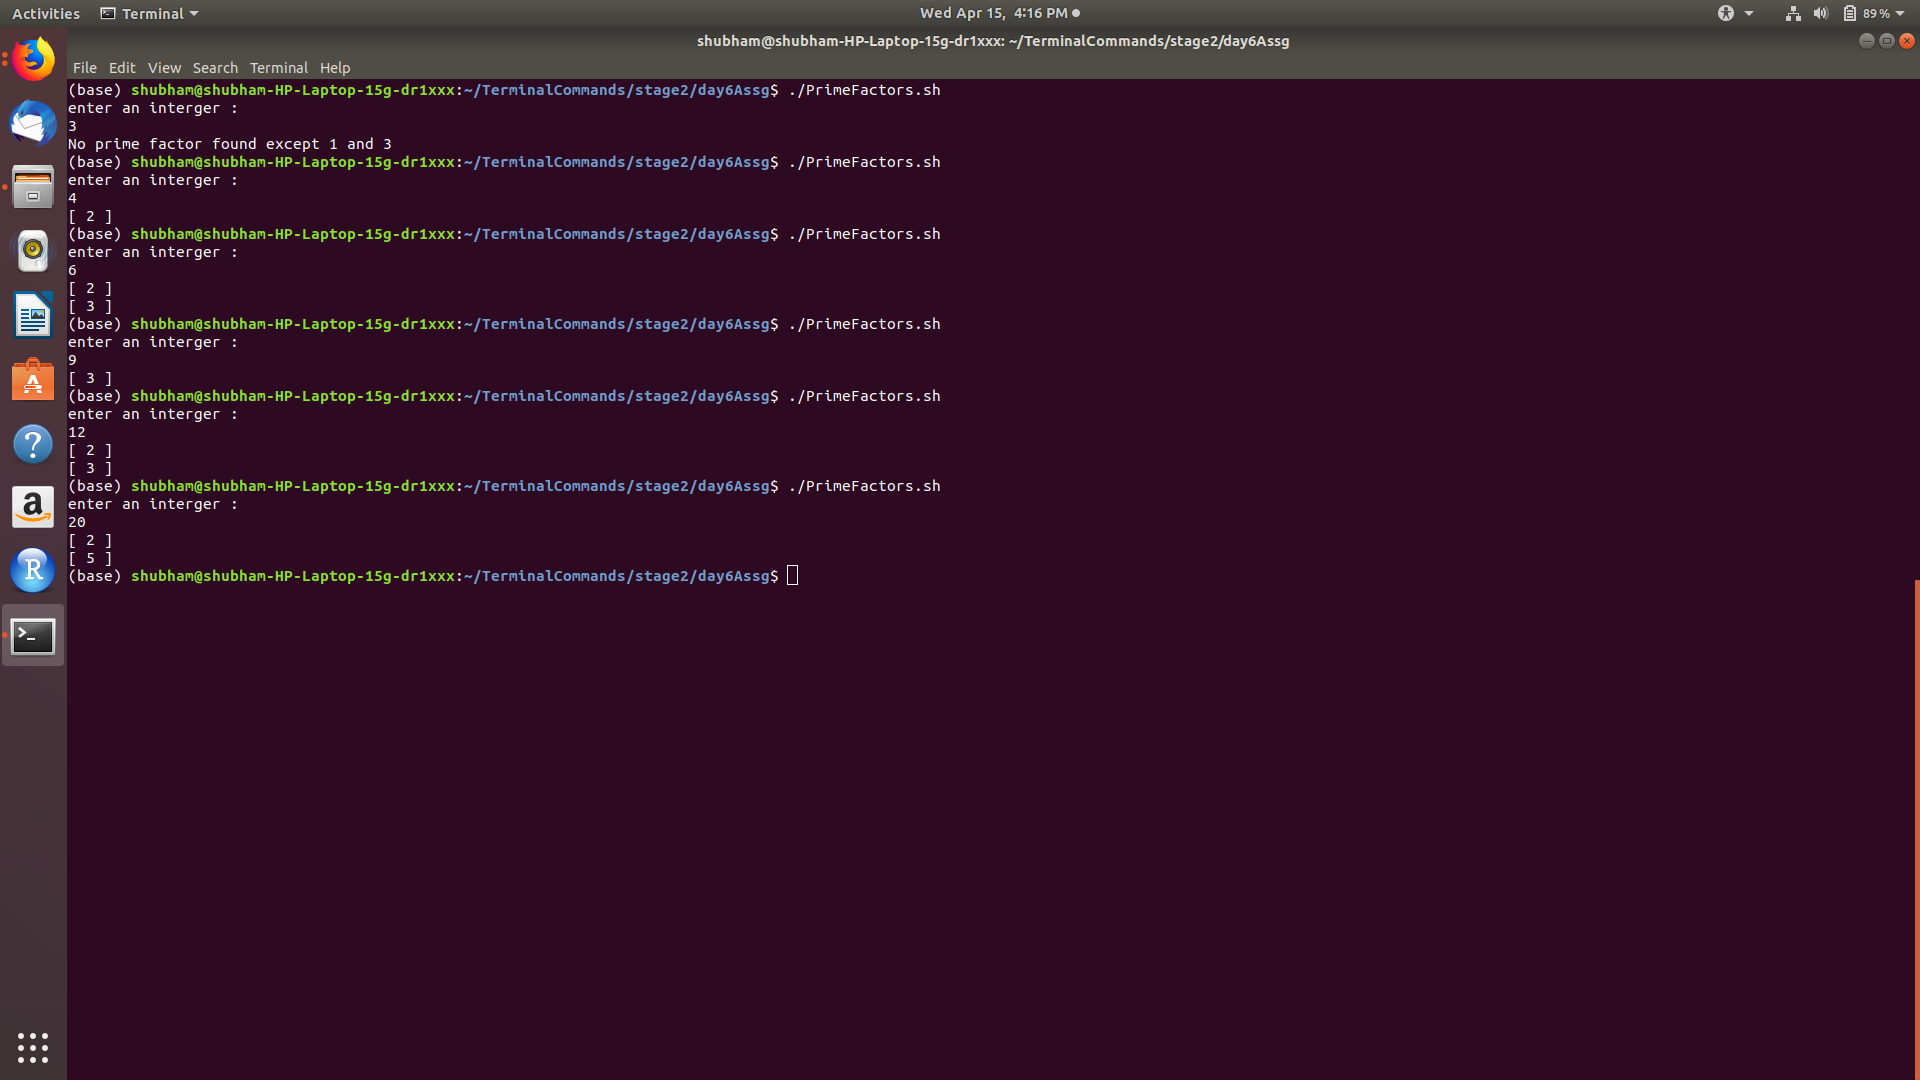 Activities Terminal Wed Apr 15, 4:16 PM 89 %
shubham@shubham-HP-Laptop-15g-dr1xxx: ~/TerminalCommands/stage2/day6Assg
File Edit View Search Terminal Help
(base) shubham@shubham-HP-Laptop-15g-dr1xxx:~/TerminalCommands/stage2/day6Assg$ ./PrimeFactors.sh
enter an interger :
3
No prime factor found except 1 and 3
(base) shubham@shubham-HP-Laptop-15g-dr1xxx:~/TerminalCommands/stage2/day6Assg$ ./PrimeFactors.sh
enter an interger :
4
[ 2 ]
(base) shubham@shubham-HP-Laptop-15g-dr1xxx:~/TerminalCommands/stage2/day6Assg$ ./PrimeFactors.sh
enter an interger :
6
[ 2 ]
[ 3 ]
(base) shubham@shubham-HP-Laptop-15g-dr1xxx:~/TerminalCommands/stage2/day6Assg$ ./PrimeFactors.sh
enter an interger :
9
[ 3 ]
(base) shubham@shubham-HP-Laptop-15g-dr1xxx:~/TerminalCommands/stage2/day6Assg$ ./PrimeFactors.sh
enter an interger :
12
[ 2 ]
[ 3 ]
(base) shubham@shubham-HP-Laptop-15g-dr1xxx:~/TerminalCommands/stage2/day6Assg$ ./PrimeFactors.sh
enter an interger :
20
[ 2 ]
[ 5 ]
(base) shubham@shubham-HP-Laptop-15g-dr1xxx:~/TerminalCommands/stage2/day6Assg$